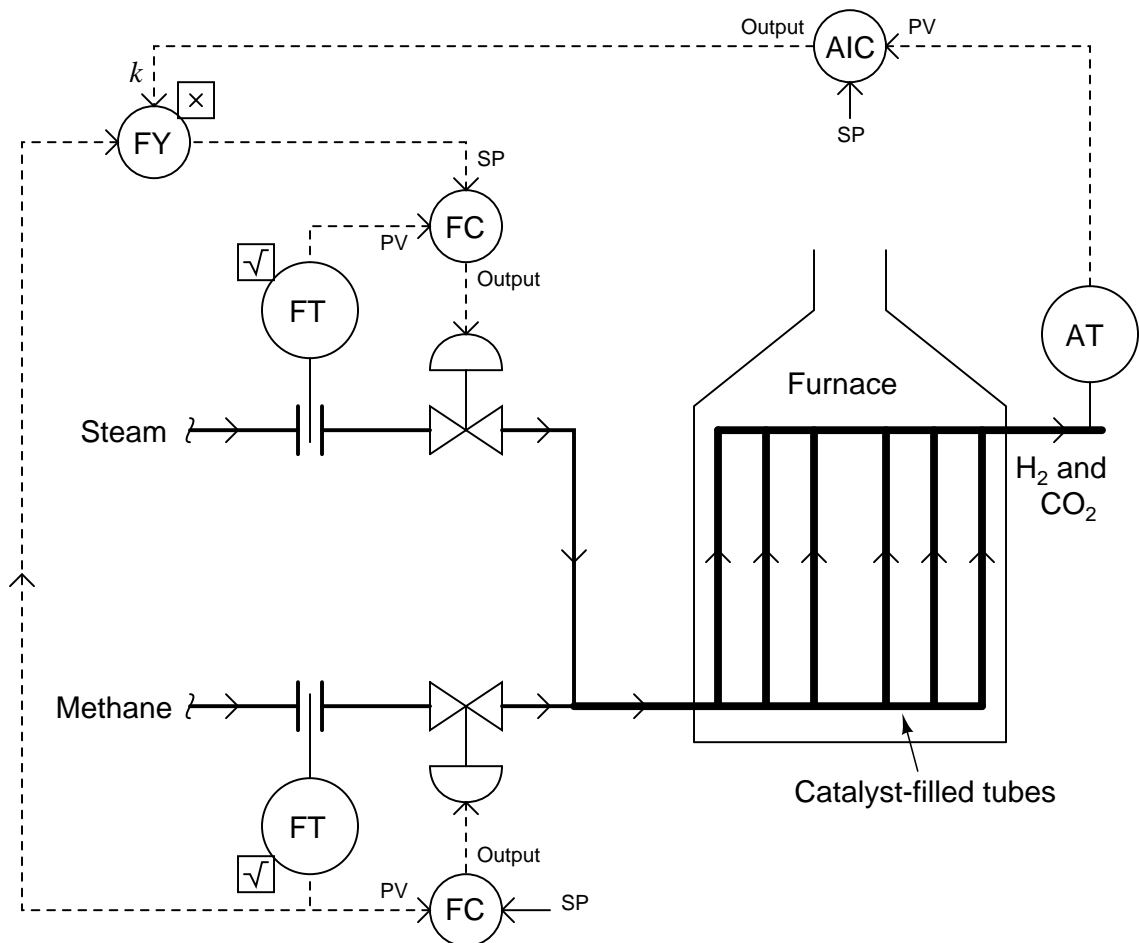 Output
AIC
PV
k
×
FY
SP
SP
FC
PV
√
Output
FT
AT
Furnace
Steam
H2 and
CO2
Methane
Catalyst-filled tubes
FT
Output
√
PV
FC
SP